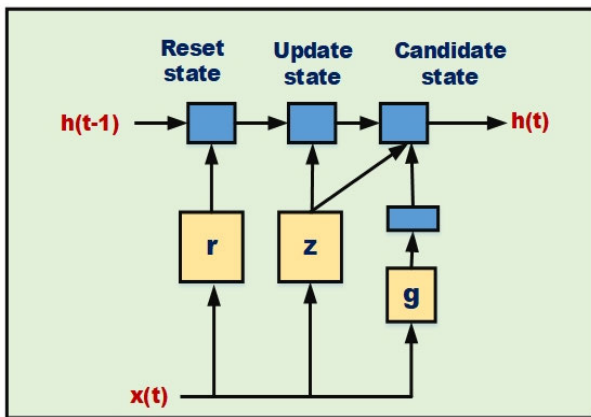 Reset
state
Update
state
Candidate
state
h(t-1)
h(t)
r
z
g
x(t)